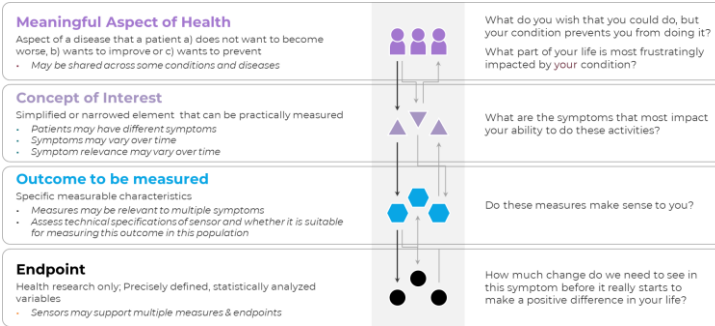 Meaningful Aspect of Health
Aspect of a disease that a patient a) does not want to become
worse, b) wants to improve or c) wants to prevent
• May be shared across some conditions and diseases
What do you wish that you could do, but
your condition prevents you from doing it?
What part of your life is most frustratingly
impacted by your condition?
Concept of Interest
Simplified or narrowed element that can be practically measured
• Patients may have different symptoms
• Symptoms may vary over time
• Symptom relevance may vary over time
What are the symptoms that most impact
your ability to do these activities?
Outcome to be measured
Specific measurable characteristics
• Measures may be relevant to multiple symptoms
• Assess technical specifications of sensor and whether it is suitable
for measuring this outcome in this population
Do these measures make sense to you?
Endpoint
Health research only; Precisely defined, statistically analyzed
variables
• Sensors may support multiple measures & endpoints
How much change do we need to see in
this symptom before it really starts to
make a positive difference in your life?